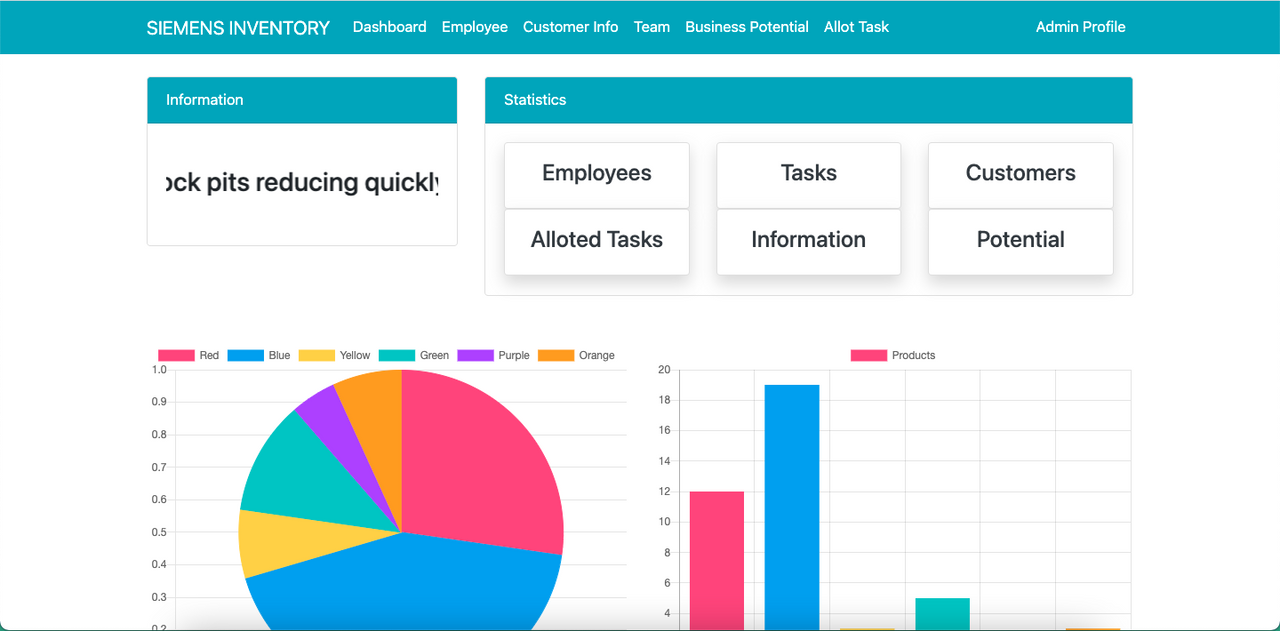 SIEMENS INVENTORY Dashboard Employee Customer Info Team Business Potential Allot Task Admin Profile
Information
pits reducing quickly
Statistics
Employees Tasks Customers
Alloted Tasks Information Potential
Red Blue Yellow Green Purple Orange
1.0
0.9
0.8
0.7
0.6
0.5
0.4
0.3
0.2
Products
20
18
16
14
12
10
8
6
4